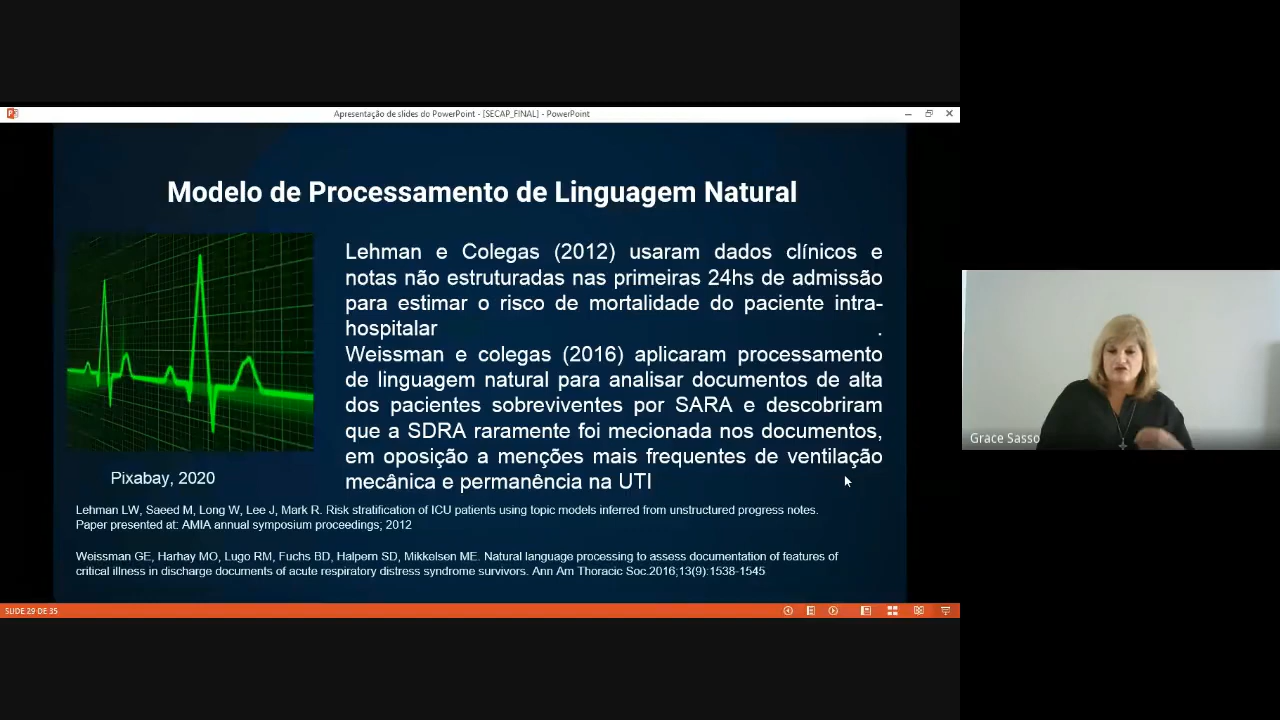 Apresentação de slides do PowerPoint - [SECAP_FINAL] - PowerPoint
Modelo de Processamento de Linguagem Natural
Lehman e Colegas (2012) usaram dados clínicos e
notas não estruturadas nas primeiras 24hs de admissão
para estimar o risco de mortalidade do paciente intra-
hospitalar .
Weissman e colegas (2016) aplicaram processamento
de linguagem natural para analisar documentos de alta
dos pacientes sobreviventes por SARA e descobriram
que a SDRA raramente foi mecionada nos documentos,
em oposição a menções mais frequentes de ventilação
mecânica e permanência na UTI
Pixabay, 2020
Lehman LW, Saeed M, Long W, Lee J, Mark R. Risk stratification of ICU patients using topic models inferred from unstructured progress notes.
Paper presented at: AMIA annual symposium proceedings; 2012
Weissman GE, Harhay MO, Lugo RM, Fuchs BD, Halpern SD, Mikkelsen ME. Natural language processing to assess documentation of features of
critical illness in discharge documents of acute respiratory distress syndrome survivors. Ann Am Thoracic Soc.2016;13(9):1538-1545
SLIDE 29 DE 35
Grace Sasso